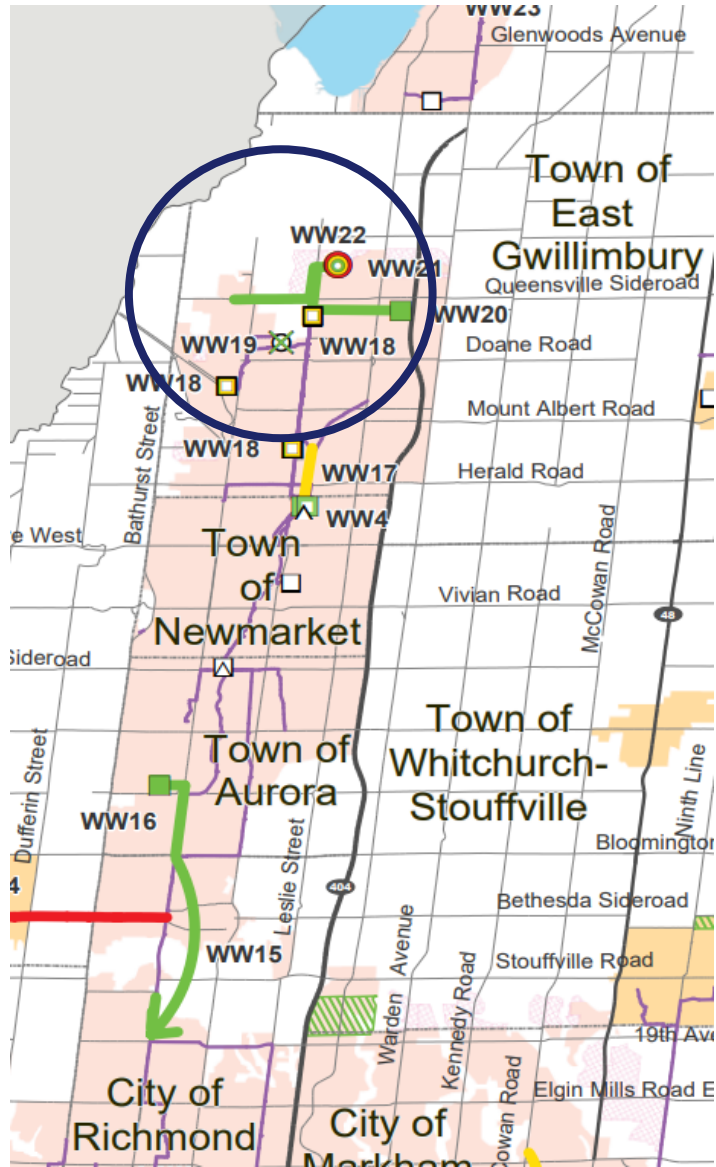 WW23
Glenwoods Avenue
Town of
East
Gwillimbury
WW22
WW21
Queensville Sideroad
WW20
WW19
WW18
Doane Road
WW18
Mount Albert Road
Bathurst Street
WW18
WW17
Herald Road
WW4
e West
Town
of
Newmarket
Vivian Road
McCowan Road
48
Sideroad
Town of
Aurora
Town of
Whitchurch-
Stouffville
Dufferin Street
WW16
Leslie Street
Ninth Line
Bloomington
4
404
Bethesda Sideroad
WW15
Warden Avenue
Stouffville Road
Kennedy Road
19th Ave
City of
Richmond
City of
Markham
Cowan Road
Elgin Mills Road E